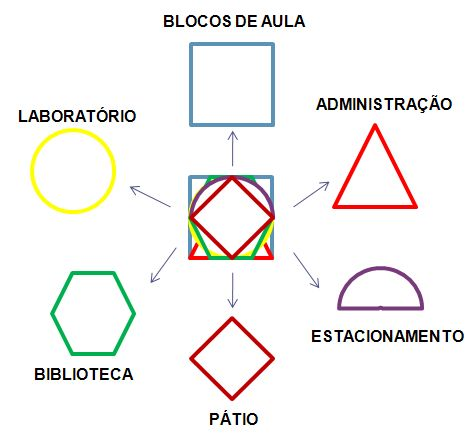 BLOCOS DE AULA
LABORATÓRIO
ADMINISTRAÇÃO
BIBLIOTECA
ESTACIONAMENTO
PÁTIO